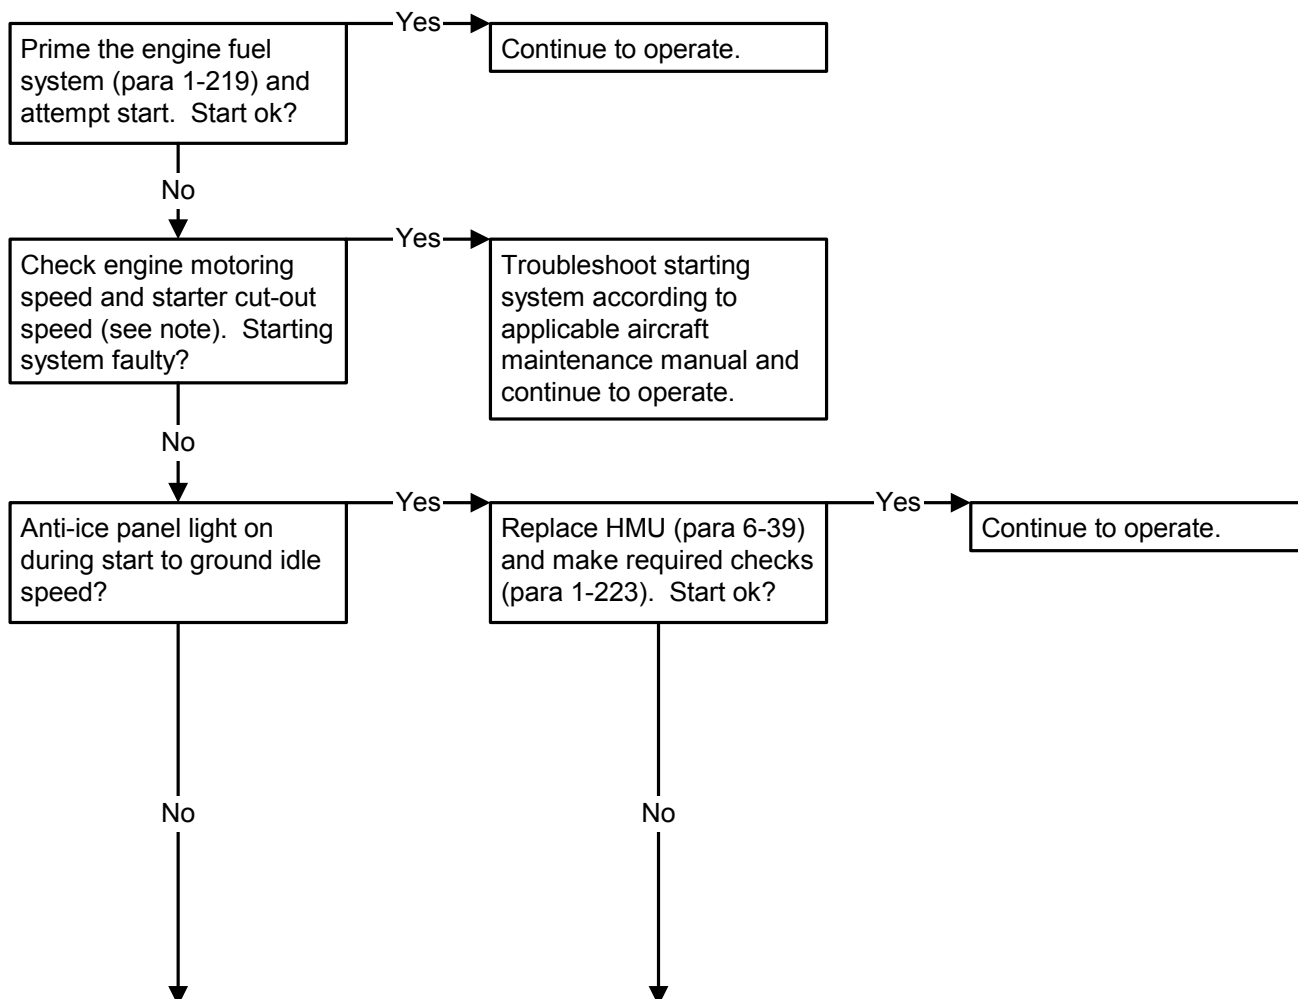 Prime the engine fuel
system (para 1-219) and
attempt start.  Start ok?
Yes
Continue to operate.
No
Check engine motoring
speed and starter cut-out
speed (see note).  Starting
system faulty?
Yes
Troubleshoot starting
system according to
applicable aircraft
maintenance manual and
continue to operate.
No
Anti-ice panel light on
during start to ground idle
speed?
Yes
Replace HMU (para 6-39)
and make required checks
(para 1-223).  Start ok?
Yes
Continue to operate.
No
No